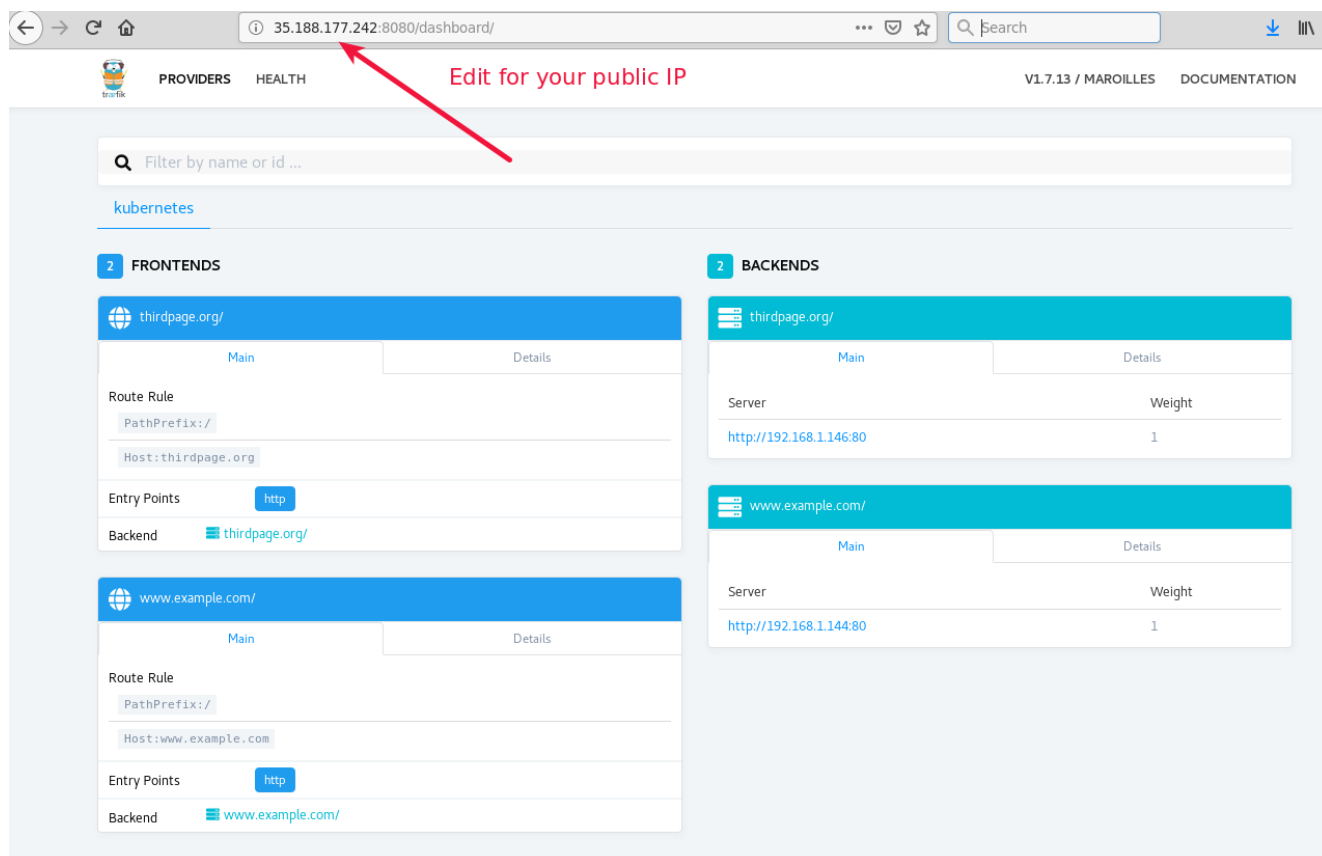 35.188.177.242:8080/dashboard/
Search
træfik
PROVIDERS HEALTH
Edit for your public IP
V1.7.13 / MAROILLES DOCUMENTATION
Filter by name or id ...
kubernetes
2 FRONTENDS
thirdpage.org/
Main Details
Route Rule
PathPrefix:/
Host:thirdpage.org
Entry Points http
Backend thirdpage.org/
www.example.com/
Main Details
Route Rule
PathPrefix:/
Host:www.example.com
Entry Points http
Backend www.example.com/
2 BACKENDS
thirdpage.org/
Main Details
Server Weight
http://192.168.1.146:80 1
www.example.com/
Main Details
Server Weight
http://192.168.1.144:80 1